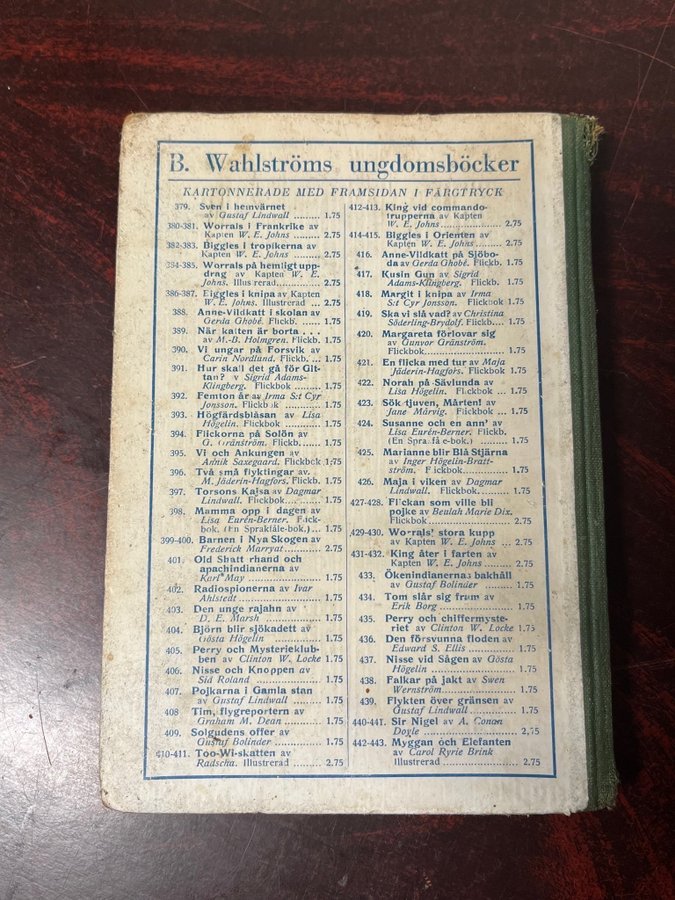 B. Wahlströms ungdomsböcker
KARTONNERADE MED FRAMSIDAN I FÄRGTRYCK
379. Sven i hemvärnet
av Gustaf Lindwall ......... 1.75
380-381. Worrals i Frankrike av
Kapten W. E. Johns ......... 2.75
382-383. Biggles i tropikerna av
Kapten W. E. Johns ......... 2.75
384-385. Worrals på hemligt upp-
drag av Kapten W. E.
Johns. Illustrerad......... 2.75
386-387. Biggles i knipa av Kapten
W. E. Johns. Illustrerad ... 2.75
388. Anne-Vildkatt i skolan av
Gerda Ghobé. Flickb. ...... 1.75
389. När katten är borta . . .
av M.-B. Holmgren. Flickb. 1.75
390. Vi ungar på Forsvik av
Carin Nordlund. Flickb. ... 1.75
391. Hur skall det gå för Git-
tan? av Sigrid Adams-
Klingberg. Flickbok ......... 1.75
392. Femton år av Irma S:t Cyr
Jonsson. Flickbok ............ 1.75
393. Högfärdsblåsan av Lisa
Högelin. Flickbok ............ 1.75
394. Flickorna på Solön av
G. Gränström. Flickb....... 1.75
395. Vi och Ankungen av
Annik Saxegaard. Flickbok 1.75
396. Två små flyktingar av
M. Jäderin-Hagfors. Flickb. 1.75
397. Torsons Kajsa av Dagmar
Lindwall. Flickbok............ 1.75
398. Mamma opp i dagen av
Lisa Eurén-Berner. Flick-
bok. (En Språkfåle-bok.) ... 1.75
399-400. Barnen i Nya Skogen av
Frederick Marryat ............ 2.75
401. Old Shatterhand och
apachindianerna av
Karl May ..................... 1.75
402. Radiospionerna av Ivar
Ahlstedt ..................... 1.75
403. Den unge rajahn av
D. E. Marsh .................. 1.75
404. Björn blir sjökadett av
Gösta Högelin ............... 1.75
405. Perry och Mysterieklub-
ben av Clinton W. Locke 1.75
406. Nisse och Knoppen av
Sid Roland .................. 1.75
407. Pojkarna i Gamla stan
av Gustaf Lindwall ......... 1.75
408 Tim, flygreportern av
Graham M. Dean ............ 1.75
409. Solgudens offer av
Gustaf Bolinder ............ 1.75
410-411. Too-Wi-skatten av
Radscha. Illustrerad ......... 2.75
412-413. King vid commando-
trupperna av Kapten
W. E. Johns .................. 2.75
414-415. Biggles i Orienten av
Kapten W. E. Johns ......... 2.75
416. Anne-Vildkatt på Sjöbo-
da av Gerda Ghobé. Flickb. 1.75
417. Kusin Gun av Sigrid
Adams-Klingberg. Flickb. 1.75
418. Margit i knipa av Irma
S:t Cyr Jonsson. Flickbok 1.75
419. Ska vi slå vad? av Christina
Söderling-Brydolf. Flickb.... 1.75
420. Margareta förlovar sig
av Gunvor Gränström.
Flickbok ..................... 1.75
421. En flicka med tur av Maja
Jäderin-Hagfors. Flickbok 1.75
422. Norah på Sävlunda av
Lisa Högelin. Flickbok ... 1.75
423. Sök tjuven, Mårten! av
Jane Mårvig. Flickbok ... 1.75
424. Susanne och en ann' av
Lisa Eurén-Berner. Flickb.
(En Språkfåle-bok.) ......... 1.75
425. Marianne blir Blå Stjärna
av Inger Högelin-Bratt-
ström. Flickbok ............ 1.75
426. Maja i viken av Dagmar
Lindwall. Flickbok......... 1.75
427-428. Flickan som ville bli
pojke av Beulah Marie Dix.
Flickbok ..................... 2.75
429-430. Worrals' stora kupp
av Kapten W. E. Johns ... 2.75
431-432. King åter i farten av
Kapten W. E. Johns ......... 2.75
433. Ökenindianernas bakhåll
av Gustaf Bolinder ......... 1.75
434. Tom slår sig fram av
Erik Borg ..................... 1.75
435. Perry och chiffermyste-
riet av Clinton W. Locke 1.75
436. Den försvunna floden av
Edward S. Ellis ............ 1.75
437. Nisse vid Sågen av Gösta
Högelin ..................... 1.75
438. Falkar på jakt av Swen
Wernström.................. 1.75
439. Flykten över gränsen av
Gustaf Lindwall ............ 1.75
440-441. Sir Nigel av A. Conan
Doyle ........................ 2,75
442-443. Myggan och Elefanten
av Carol Ryrie Brink
Illustrerad .................. 2.75